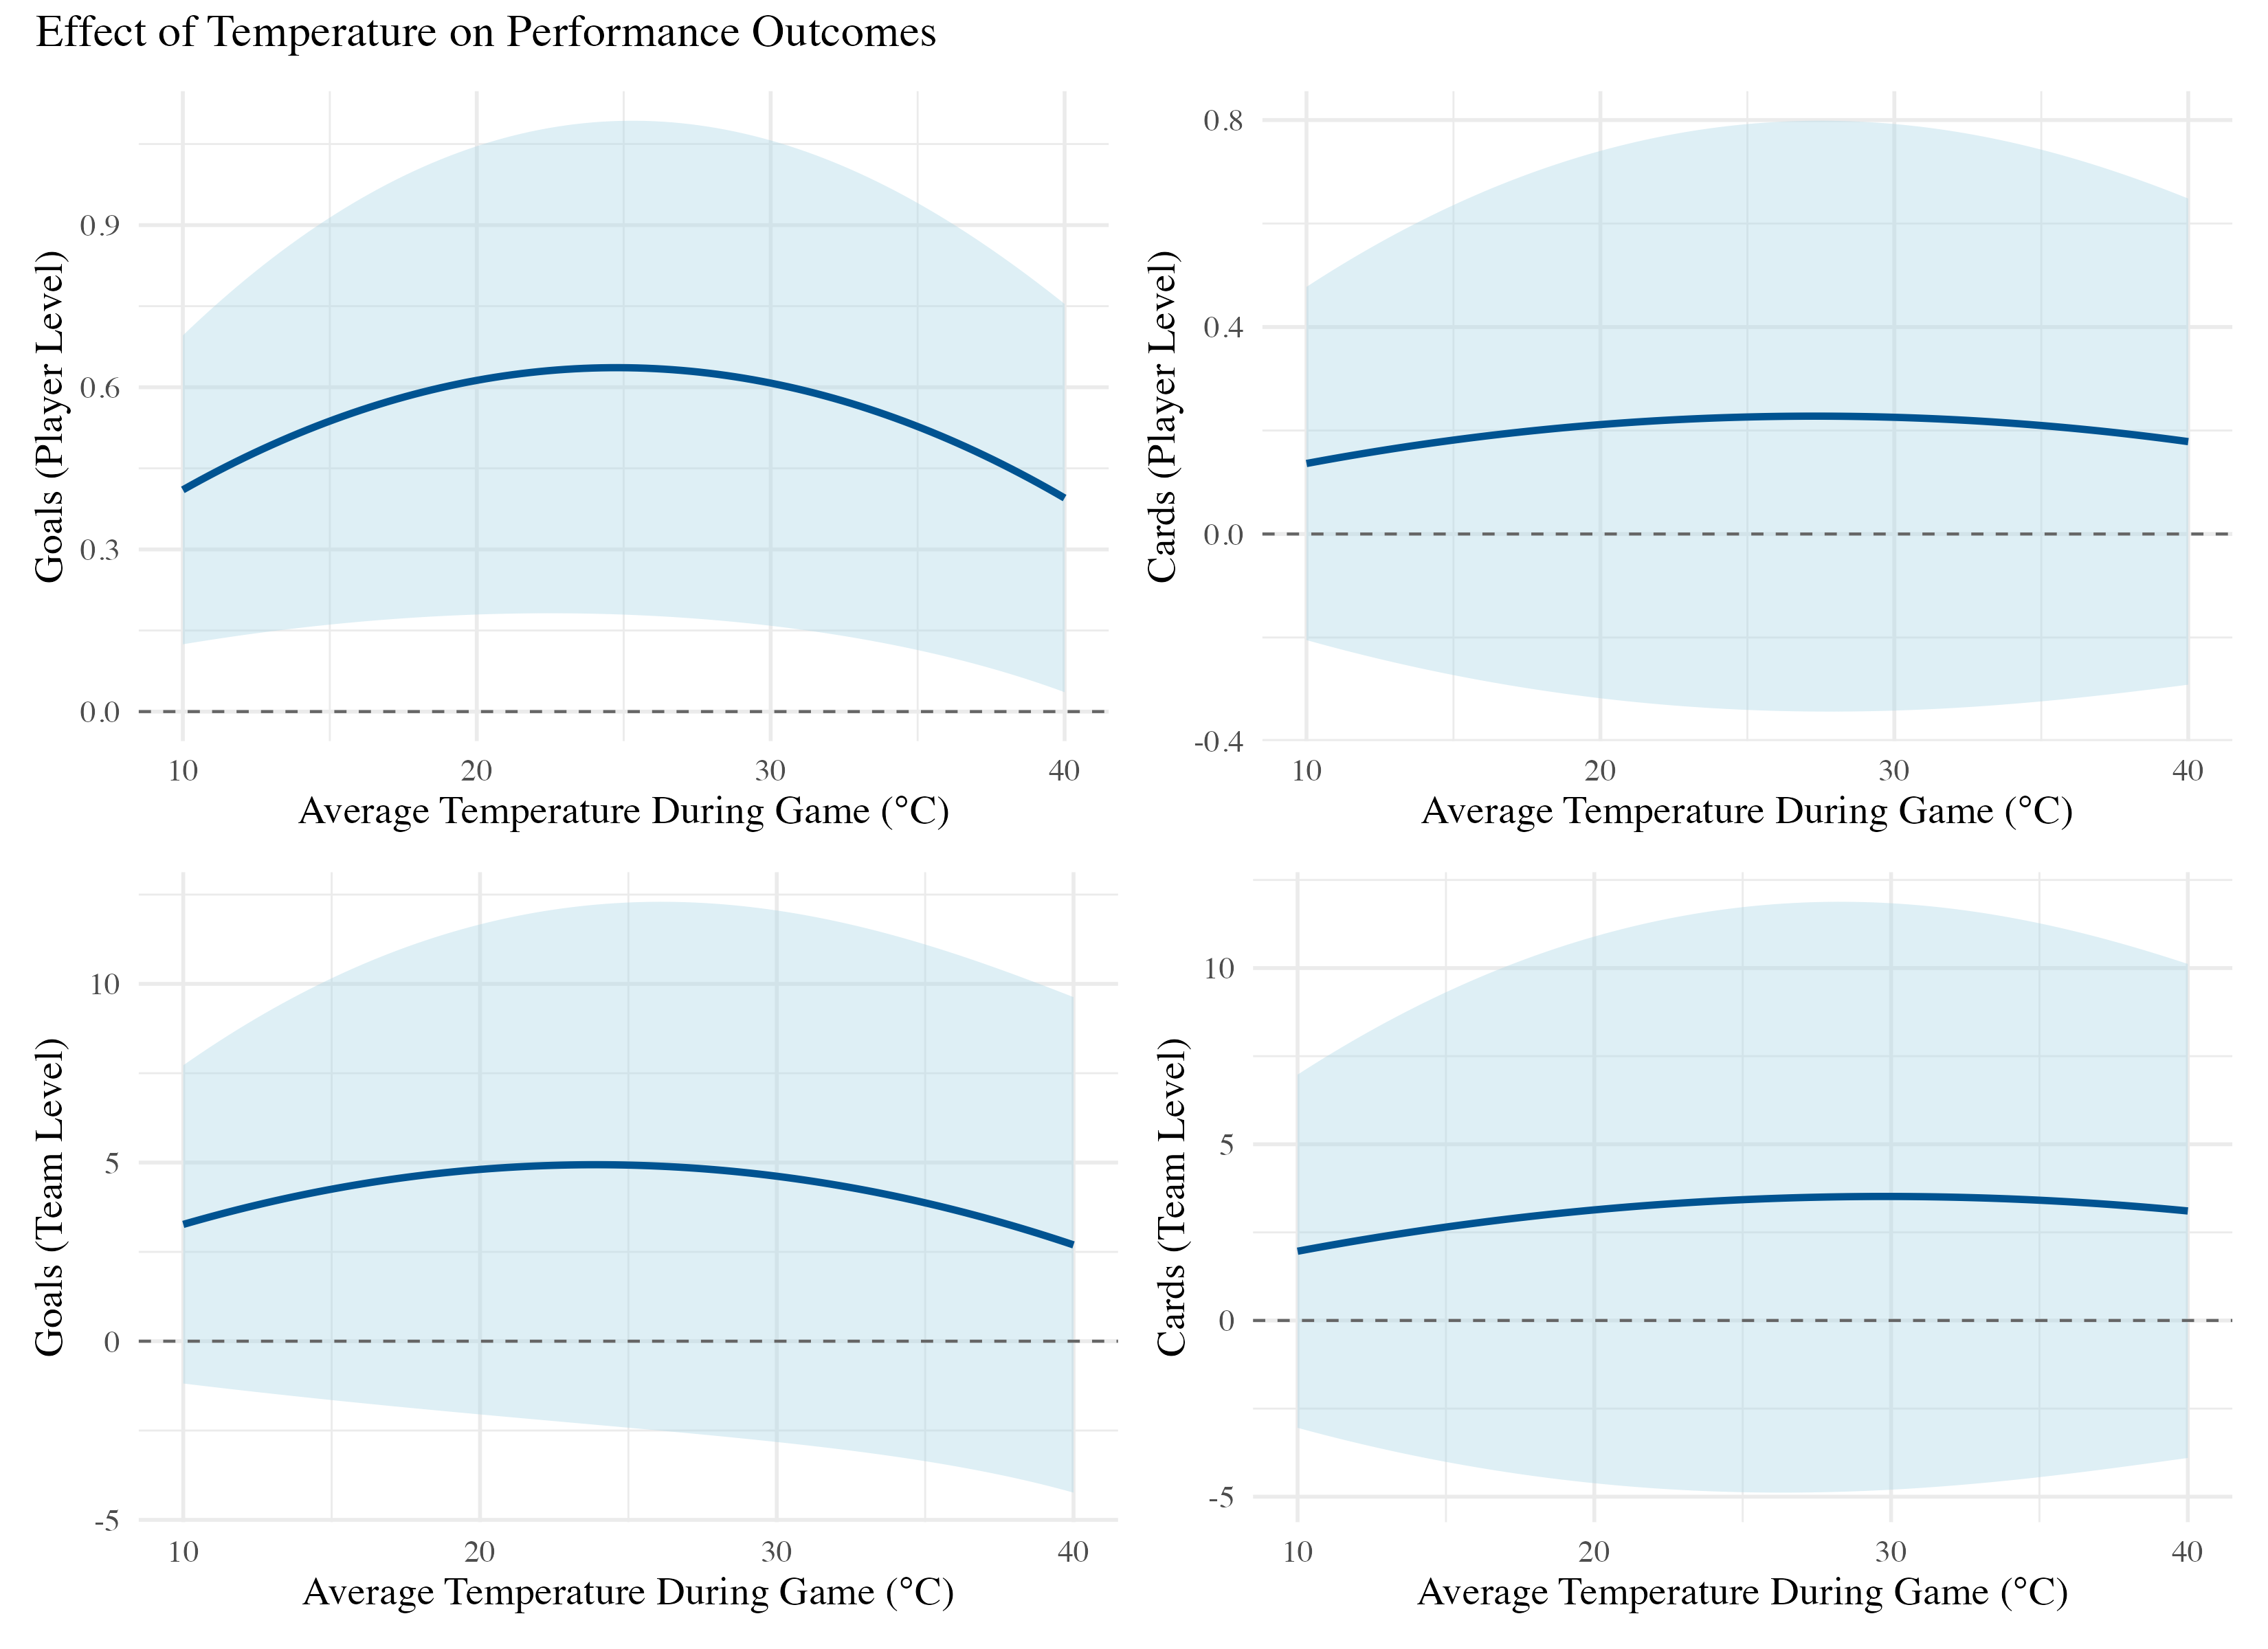 Effect of Temperature on Performance Outcomes
Goals (Player Level)
0.9
0.6
0.3
0.0
10 20 30 40
Average Temperature During Game (°C)
Cards (Player Level)
0.8
0.4
0.0
-0.4
10 20 30 40
Average Temperature During Game (°C)
Goals (Team Level)
10
5
0
-5
10 20 30 40
Average Temperature During Game (°C)
Cards (Team Level)
10
5
0
-5
10 20 30 40
Average Temperature During Game (°C)